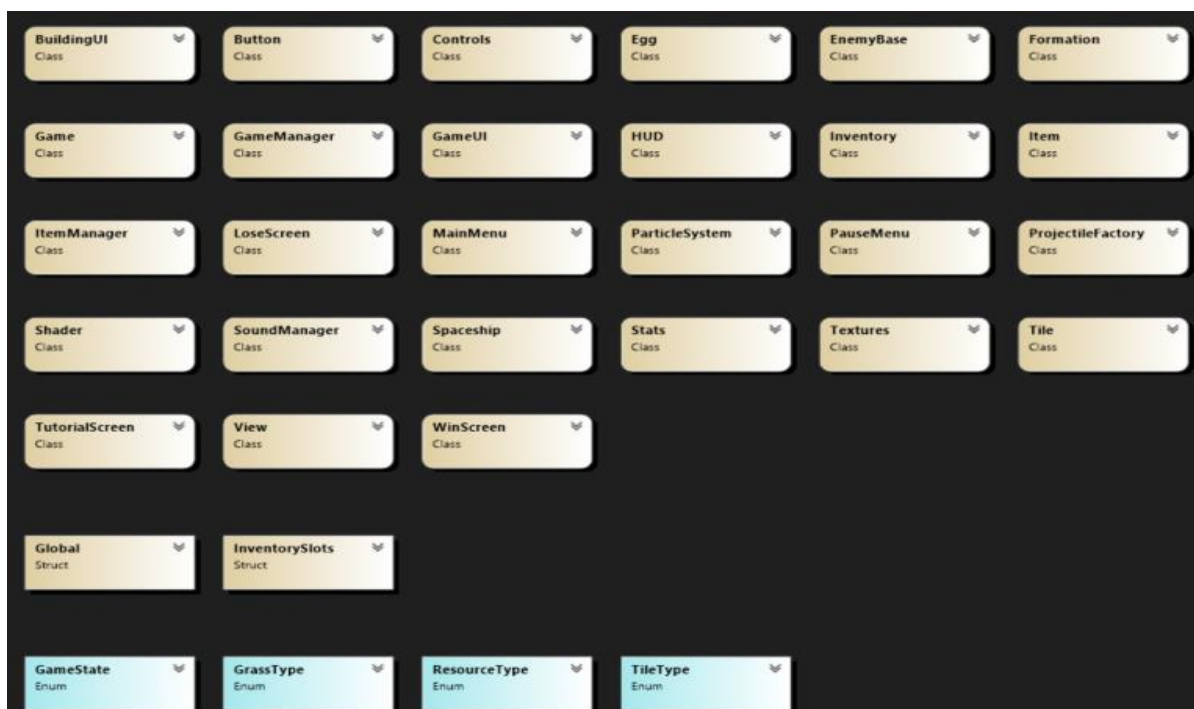 BuildingUI Button Controls Egg EnemyBase Formation
Class Class Class Class Class Class
Game GameManager GameUI HUD Inventory Item
Class Class Class Class Class Class
ItemManager LoseScreen MainMenu ParticleSystem PauseMenu ProjectileFactory
Class Class Class Class Class Class
Shader SoundManager Spaceship Stats Textures Tile
Class Class Class Class Class Class
TutorialScreen View WinScreen
Class Class Class
Global InventorySlots
Struct Struct
GameState GrassType ResourceType TileType
Enum Enum Enum Enum